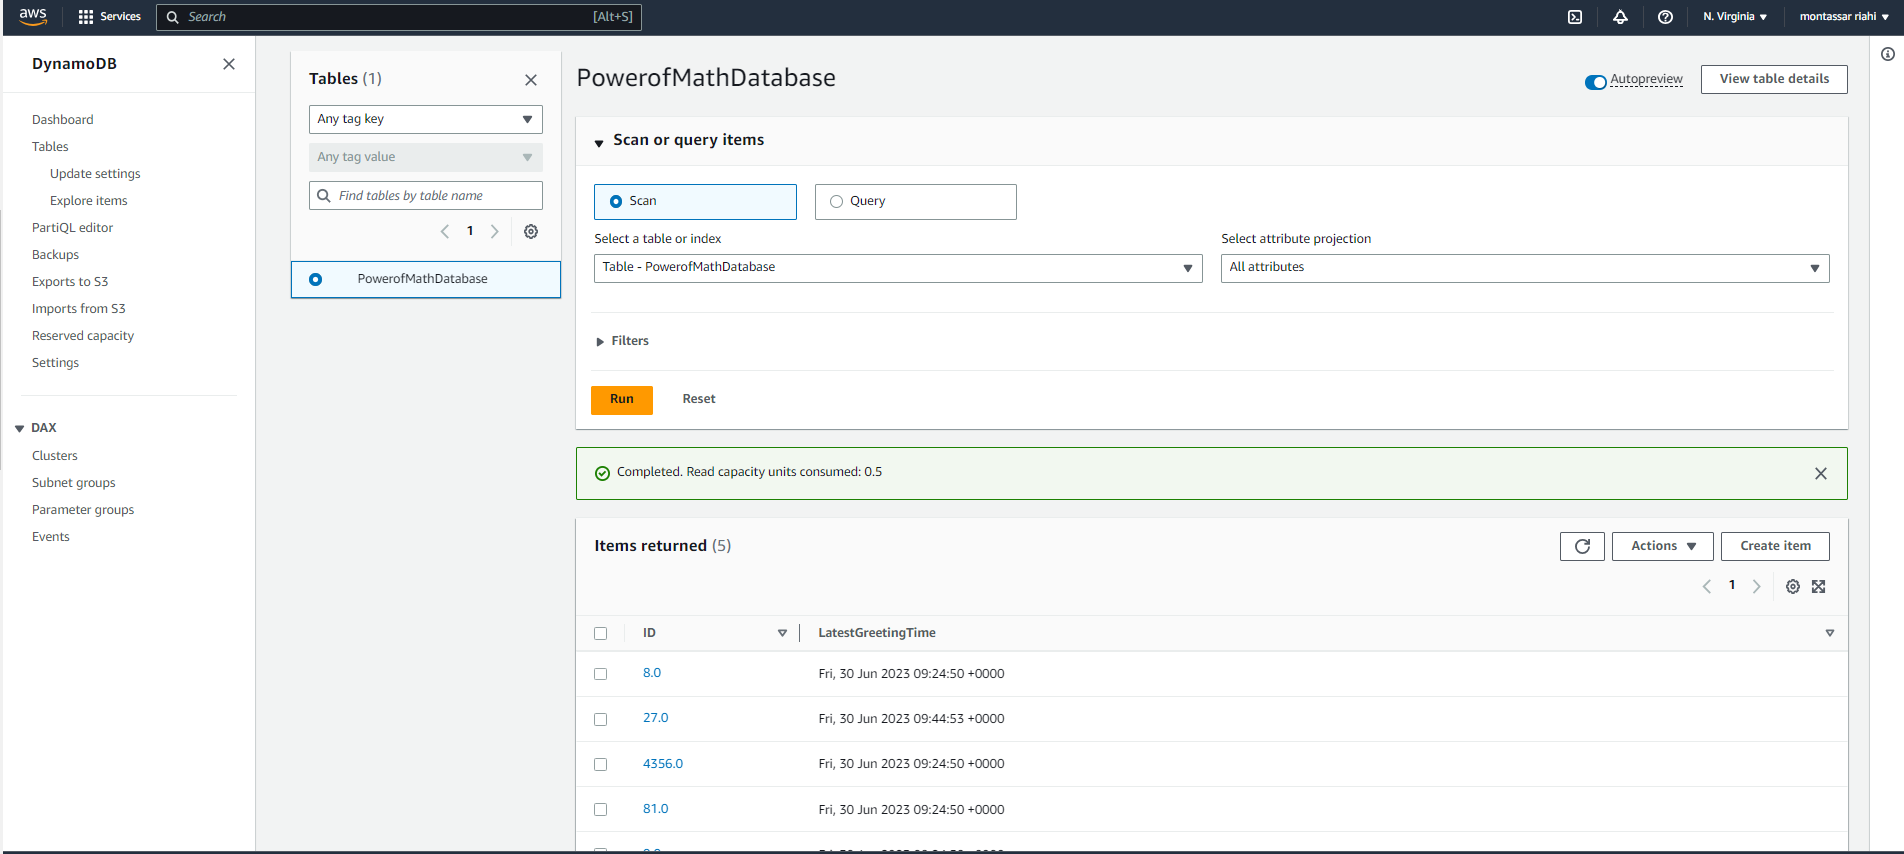 aws
Services
Search
[Alt+S]
N. Virginia
montassar riahi
DynamoDB
Dashboard
Tables
Update settings
Explore items
PartiQL editor
Backups
Exports to S3
Imports from S3
Reserved capacity
Settings
DAX
Clusters
Subnet groups
Parameter groups
Events
Tables (1)
Any tag key
Any tag value
Find tables by table name
1
PowerofMathDatabase
PowerofMathDatabase
Autopreview
View table details
Scan or query items
Scan
Query
Select a table or index
Select attribute projection
Table - PowerofMathDatabase
All attributes
Filters
Run
Reset
Completed. Read capacity units consumed: 0.5
Items returned (5)
Actions
Create item
1
ID
LatestGreetingTime
8.0
Fri, 30 Jun 2023 09:24:50 +0000
27.0
Fri, 30 Jun 2023 09:44:53 +0000
4356.0
Fri, 30 Jun 2023 09:24:50 +0000
81.0
Fri, 30 Jun 2023 09:24:50 +0000